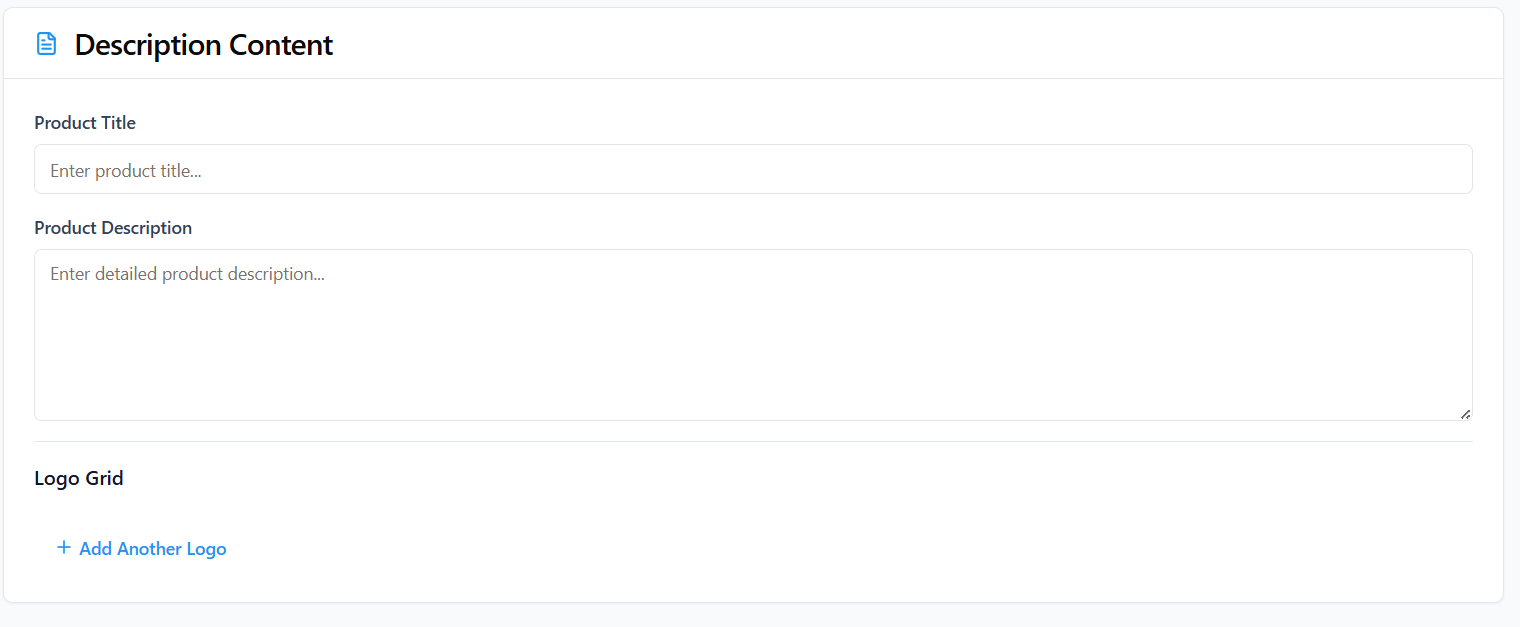 Description Content
Product Title
Enter product title...
Product Description
Enter detailed product description...
Logo Grid
+ Add Another Logo